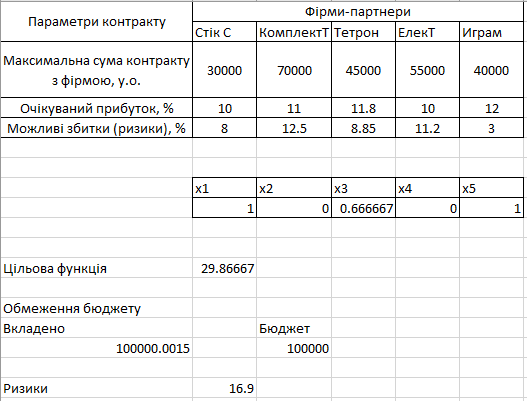 Параметри контракту
Фірми-партнери
Стік С КомплектТ Тетрон ЕлекТ Играм
Максимальна сума контракту
з фірмою, у.о.
30000 70000 45000 55000 40000
Очікуваний прибуток, % 10 11 11.8 10 12
Можливі збитки (ризики), % 8 12.5 8.85 11.2 3
x1 x2 x3 x4 x5
1 0 0.666667 0 1
Цільова функція 29.86667
Обмеження бюджету
Вкладено Бюджет
100000.0015 100000
Ризики 16.9